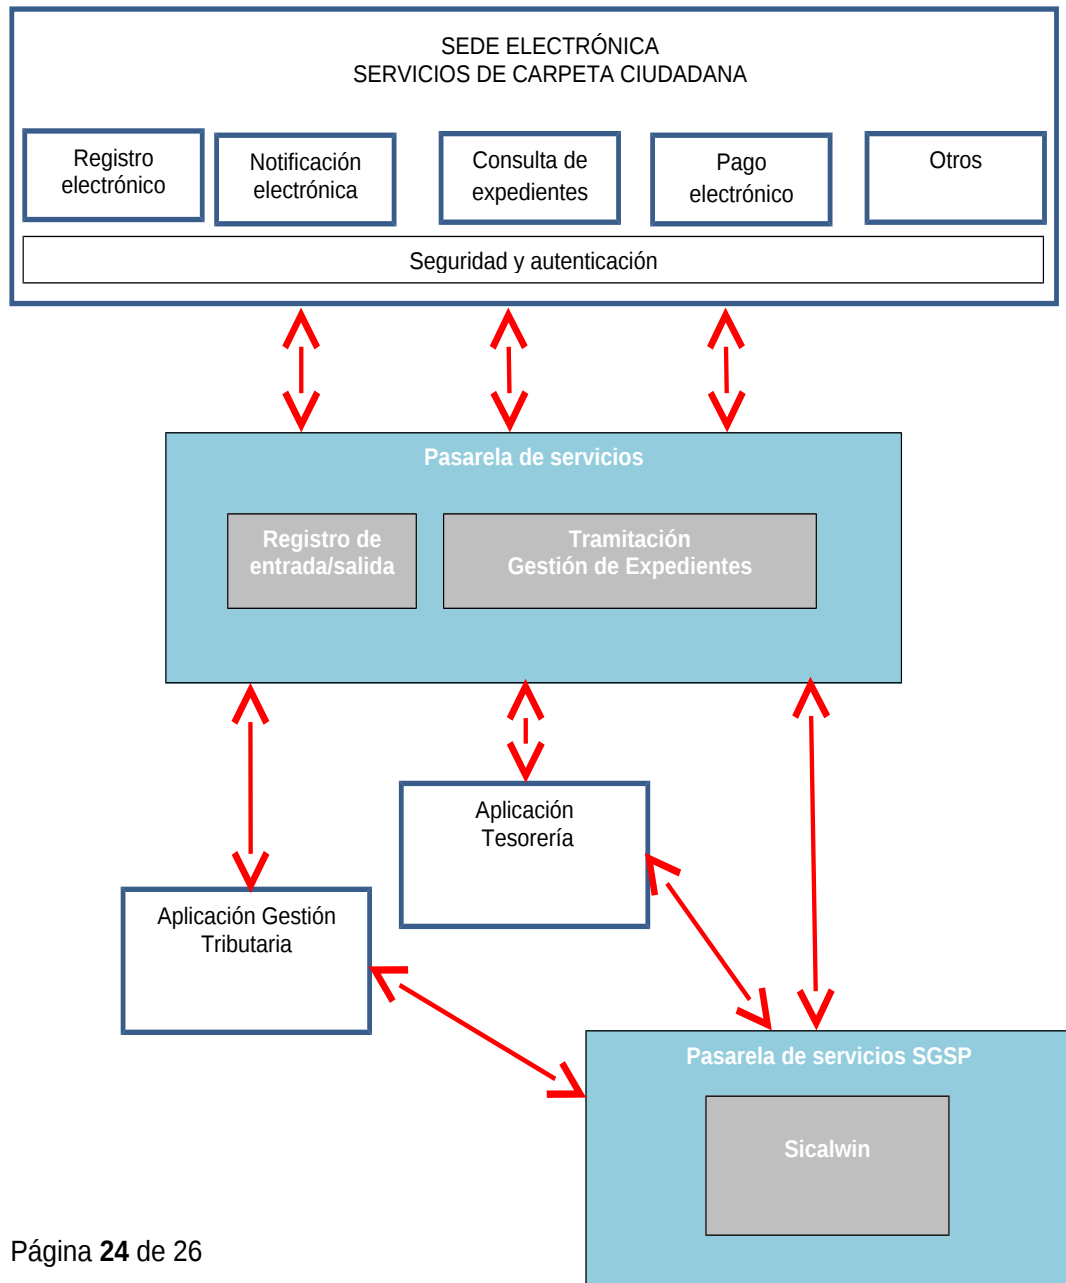 SEDE ELECTRÓNICA
SERVICIOS DE CARPETA CIUDADANA
Registro
electrónico
Notificación
electrónica
Consulta de
expedientes
Pago
electrónico
Otros
Seguridad y autenticación
Pasarela de servicios
Registro de
entrada/salida
Tramitación
Gestión de Expedientes
Aplicación
Tesorería
Aplicación Gestión
Tributaria
Pasarela de servicios SGSP
Sicalwin
Página 24 de 26